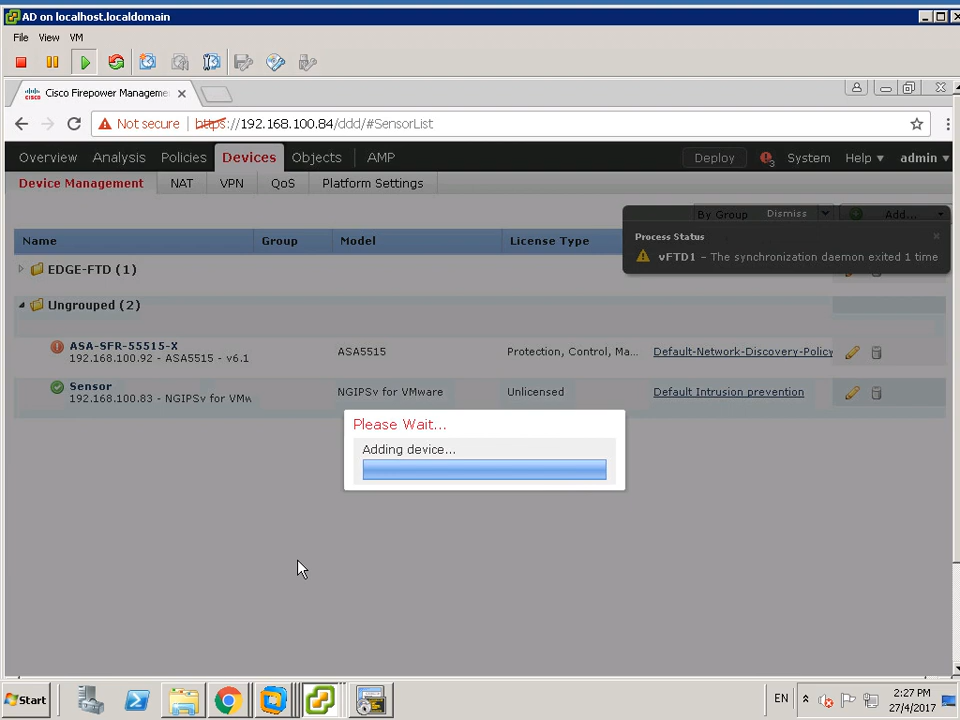 AD on localhost.localdomain
File View VM
CISCO Cisco Firepower Manageme
Not secure https://192.168.100.84/ddd/#SensorList
Overview Analysis Policies Devices Objects AMP Deploy 3 System Help admin
Device Management NAT VPN QoS Platform Settings
By Group Dismiss Add...
Name Group Model License Type
Process Status
vFTD1 – The synchronization daemon exited 1 time
EDGE-FTD (1)
Ungrouped (2)
ASA-SFR-55515-X
192.168.100.92 - ASA5515 - v6.1 ASA5515 Protection, Control, Ma... Default-Network-Discovery-Policy
Sensor
192.168.100.83 - NGIPSv for VMw NGIPSv for VMware Unlicensed Default Intrusion prevention
Please Wait...
Adding device...
Start EN 2:27 PM
27/4/2017